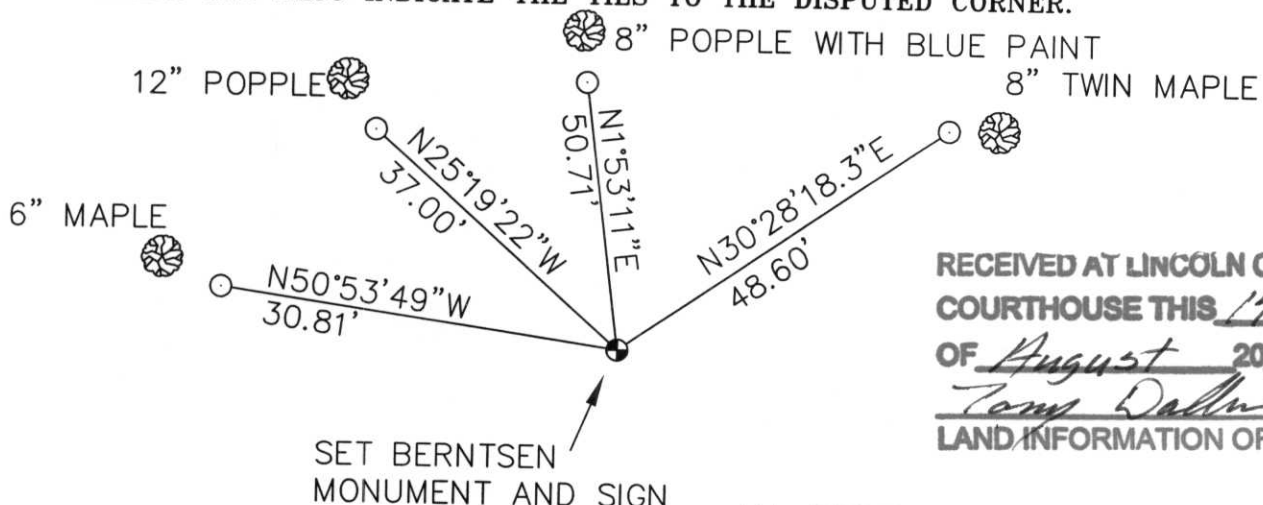 INDICATE THE TIES TO THE DISPUTED CORNER.
8” POPPLE WITH BLUE PAINT
12” POPPLE
8” TWIN MAPLE
6” MAPLE
N50°53'49”W
30.81'
N25°19'22”W
37.00'
N1°53'11”E
50.71'
N30°28'18.3”E
48.60'
SET BERNTSEN
MONUMENT AND SIGN
RECEIVED AT LINCOLN
COURTHOUSE THIS
OF August 20
Tony
LAND INFORMATION